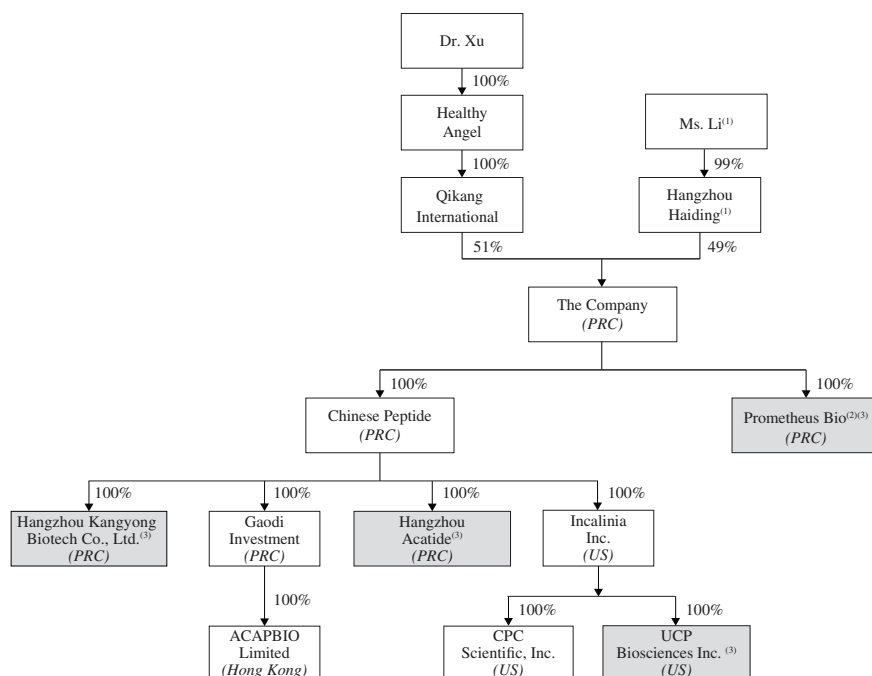 Dr. Xu
100%
Healthy
Angel
Ms. Li(1)
100%
99%
Qikang
International
Hangzhou
Haiding(1)
51%
49%
The Company
(PRC)
100%
100%
Chinese Peptide
(PRC)
Prometheus Bio(2)(3)
(PRC)
100%
100%
100%
100%
Hangzhou Kangyong
Biotech Co., Ltd.(3)
(PRC)
Gaodi
Investment
(PRC)
Hangzhou
Acatide(3)
(PRC)
Incalinia
Inc.
(US)
100%
100%
100%
ACAPBIO
Limited
(Hong Kong)
CPC
Scientific, Inc.
(US)
UCP
Biosciences Inc. (3)
(US)